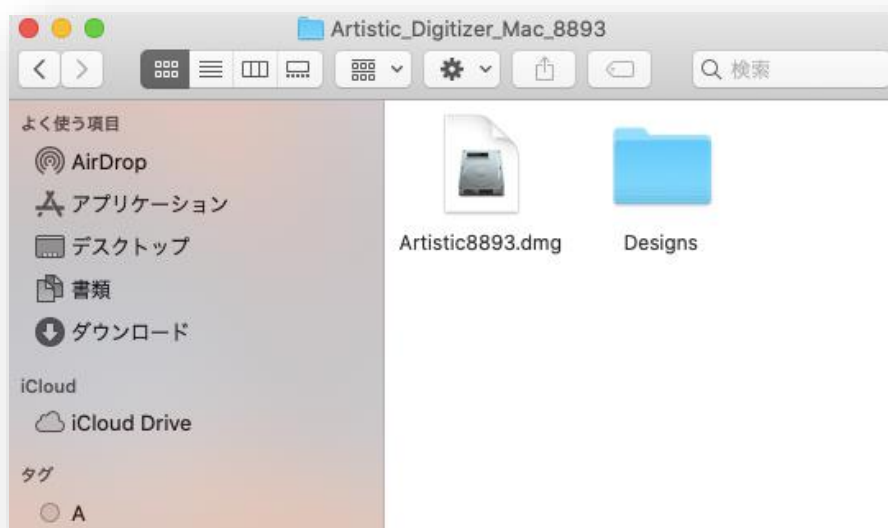 Artistic_Digitizer_Mac_8893
検索
よく使う項目
AirDrop
アプリケーション
デスクトップ
書類
ダウンロード
iCloud
iCloud Drive
タグ
A
Artistic8893.dmg
Designs